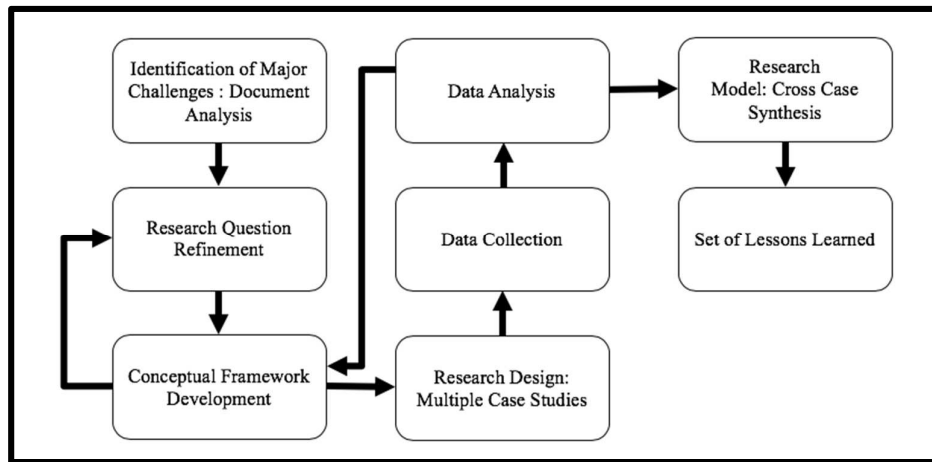 Identification of Major
Challenges : Document
Analysis
Research Question
Refinement
Conceptual Framework
Development
Data Analysis
Data Collection
Research Design:
Multiple Case Studies
Research
Model: Cross Case
Synthesis
Set of Lessons Learned